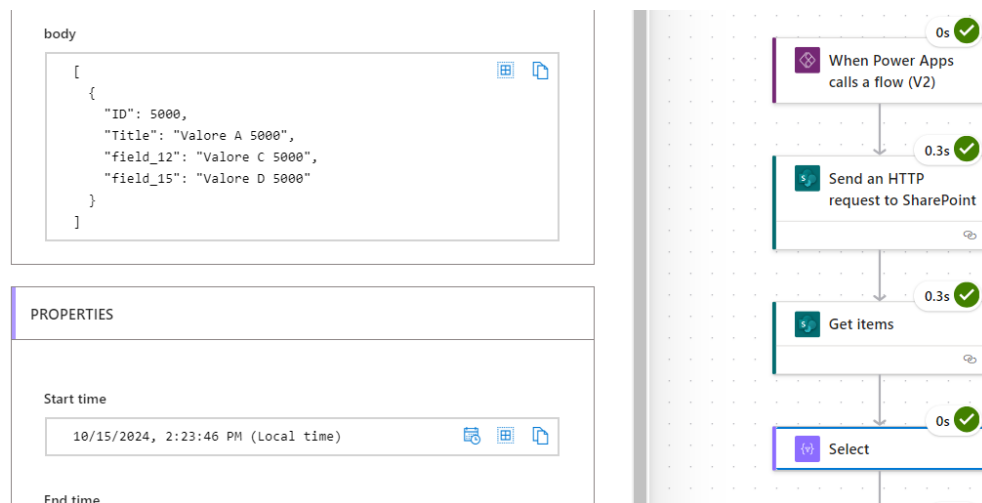 body
[
{
"ID": 5000,
"Title": "Valore A 5000",
"field_12": "Valore C 5000",
"field_15": "Valore D 5000"
}
]
PROPERTIES
Start time
10/15/2024, 2:23:46 PM (Local time)
End time
0s
When Power Apps
calls a flow (V2)
0.3s
Send an HTTP
request to SharePoint
0.3s
Get items
0s
Select